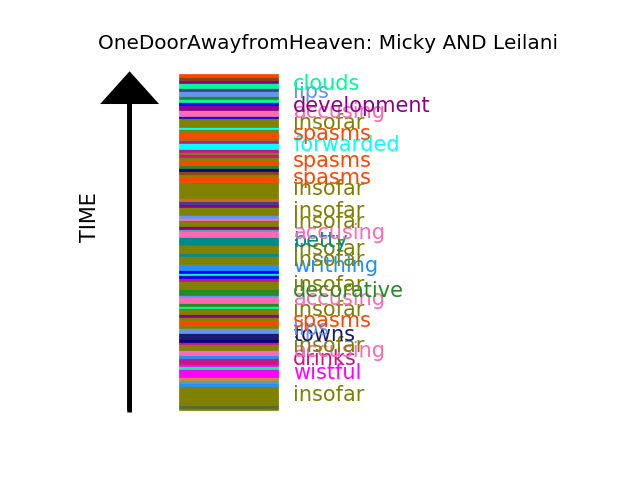 OneDoorAwayfromHeaven: Micky AND Leilani
TIME
clouds
lips
development
accusing
insofar
spasms
forwarded
spasms
spasms
insofar
insofar
insofar
accusing
betty
insofar
insofar
writhing
insofar
decorative
accusing
insofar
spasms
lips
towns
insofar
accusing
drinks
wistful
insofar